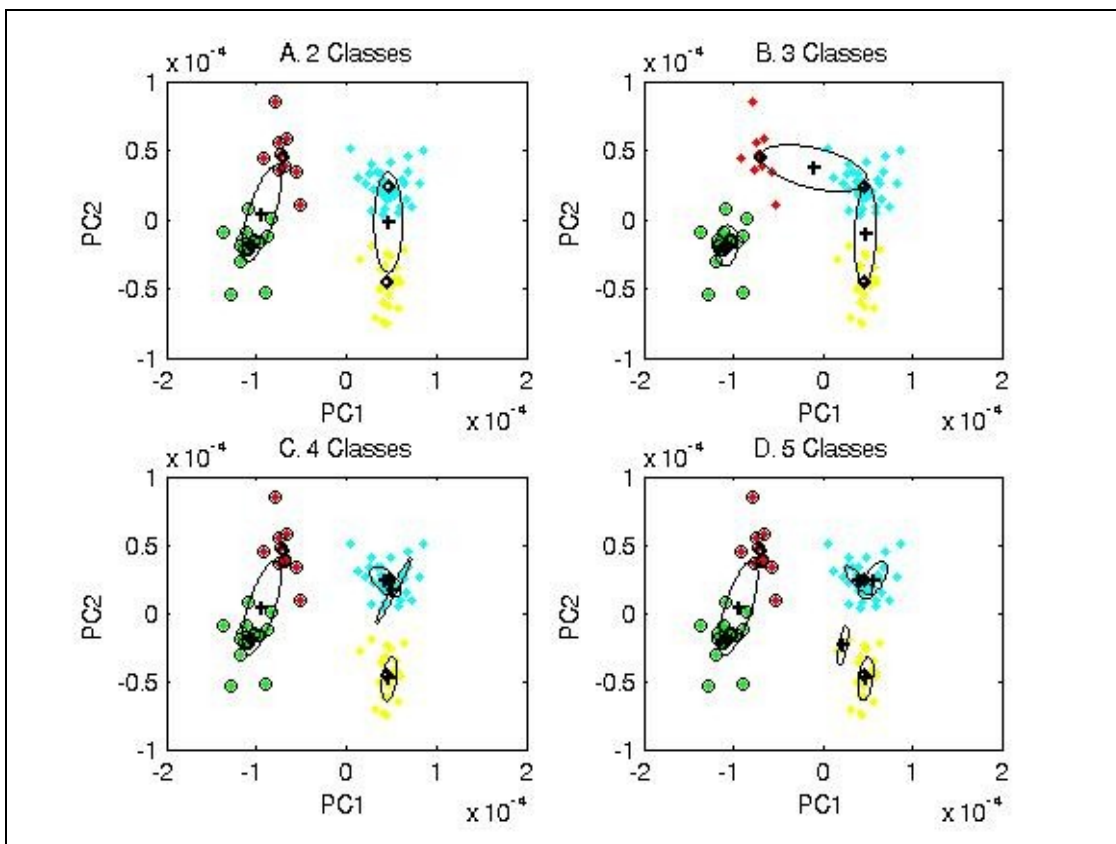 A. 2 Classes
x 10⁻⁴
1
0.5
0
-0.5
-1
PC2
-2 -1 0 1 2
PC1
x 10⁻⁴
B. 3 Classes
x 10⁻⁴
1
0.5
0
-0.5
-1
PC2
-2 -1 0 1 2
PC1
x 10⁻⁴
C. 4 Classes
x 10⁻⁴
1
0.5
0
-0.5
-1
PC2
-2 -1 0 1 2
PC1
x 10⁻⁴
D. 5 Classes
x 10⁻⁴
1
0.5
0
-0.5
-1
PC2
-2 -1 0 1 2
PC1
x 10⁻⁴